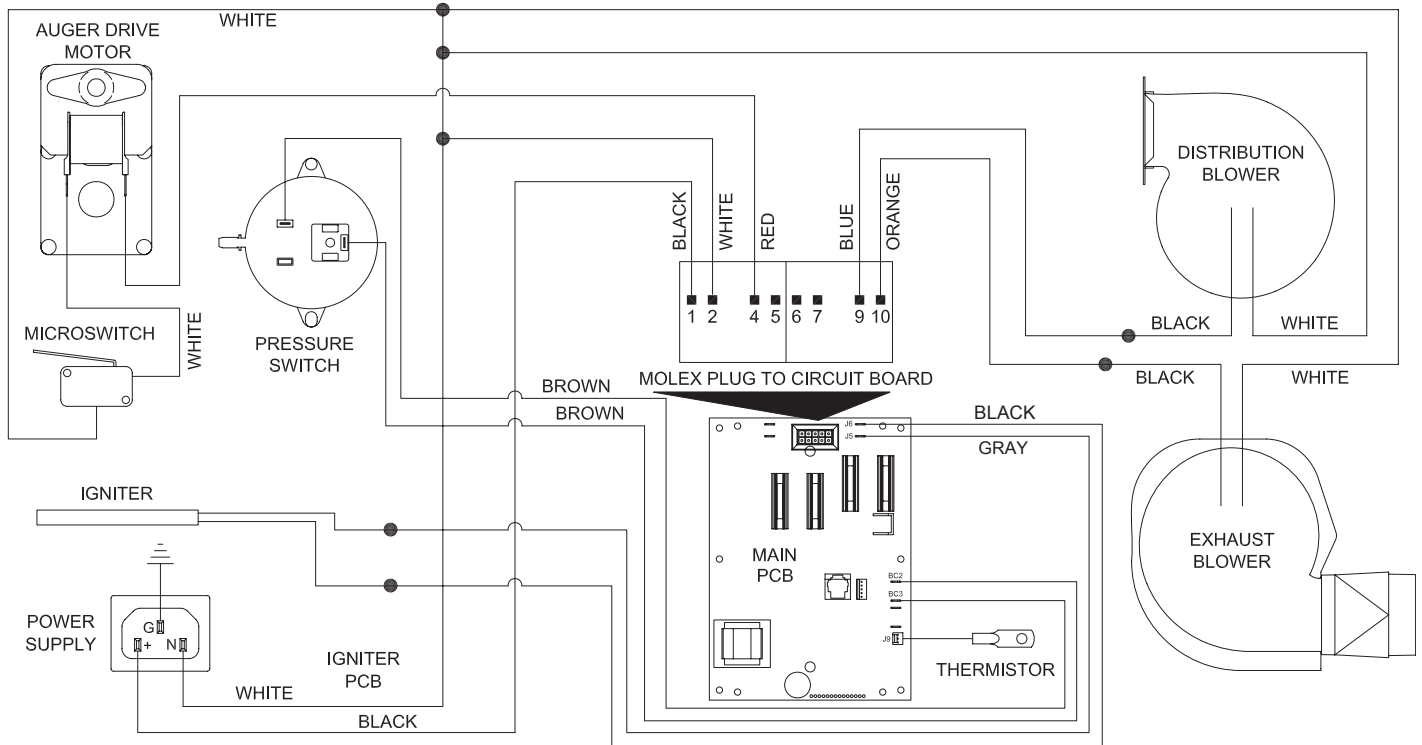 WHITE
AUGER DRIVE
MOTOR
DISTRIBUTION
BLOWER
BLACK
WHITE
RED
BLUE
ORANGE
1 2 4 5 6 7 9 10
MICROSWITCH
WHITE
PRESSURE
SWITCH
BLACK
WHITE
BROWN
MOLEX PLUG TO CIRCUIT BOARD
BLACK
WHITE
BROWN
J6
BLACK
J5
GRAY
IGNITER
MAIN
PCB
EXHAUST
BLOWER
BC2
BC3
POWER
SUPPLY
G
+
N
J9
THERMISTOR
IGNITER
PCB
WHITE
BLACK